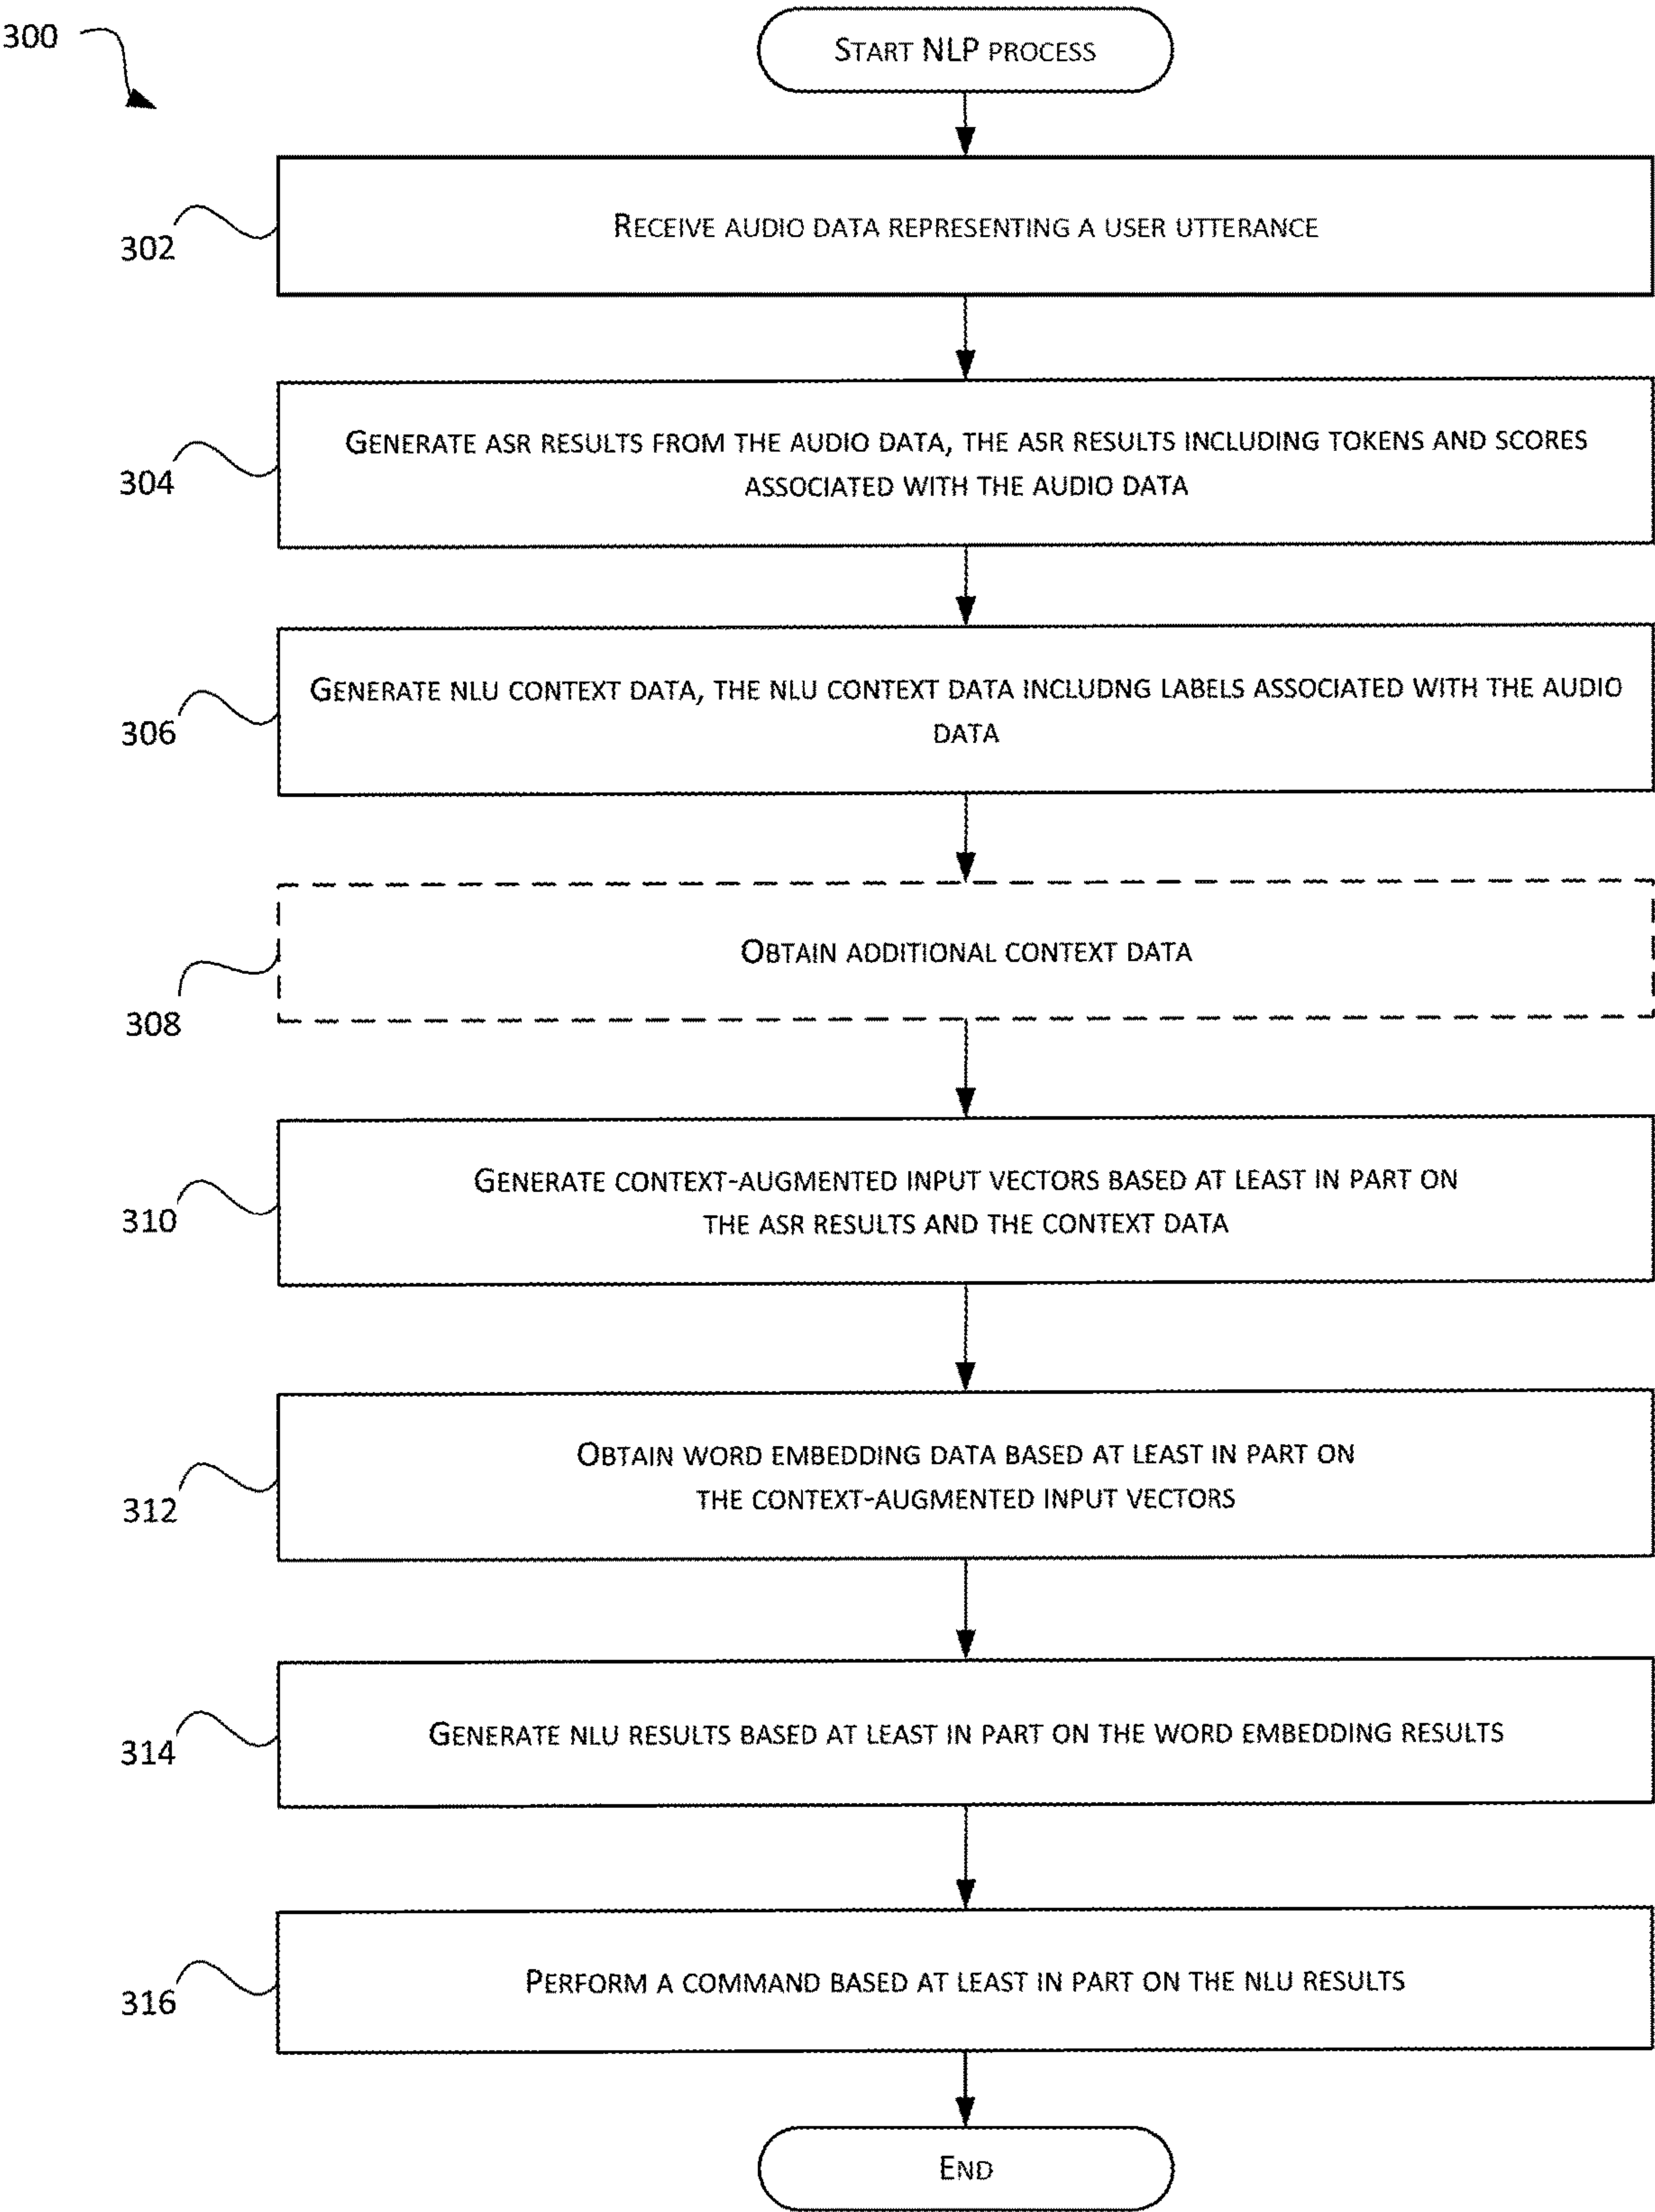 300
START NLP PROCESS
302
RECEIVE AUDIO DATA REPRESENTING A USER UTTERANCE
304
GENERATE ASR RESULTS FROM THE AUDIO DATA, THE ASR RESULTS INCLUDING TOKENS AND SCORES
ASSOCIATED WITH THE AUDIO DATA
306
GENERATE NLU CONTEXT DATA, THE NLU CONTEXT DATA INCLUDNG LABELS ASSOCIATED WITH THE AUDIO
DATA
308
OBTAIN ADDITIONAL CONTEXT DATA
310
GENERATE CONTEXT-AUGMENTED INPUT VECTORS BASED AT LEAST IN PART ON
THE ASR RESULTS AND THE CONTEXT DATA
312
OBTAIN WORD EMBEDDING DATA BASED AT LEAST IN PART ON
THE CONTEXT-AUGMENTED INPUT VECTORS
314
GENERATE NLU RESULTS BASED AT LEAST IN PART ON THE WORD EMBEDDING RESULTS
316
PERFORM A COMMAND BASED AT LEAST IN PART ON THE NLU RESULTS
END